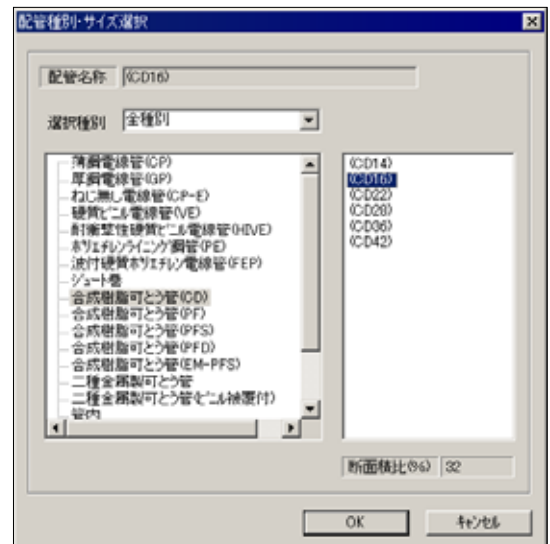 配管種別・サイズ選択
配管名称 (CD16)
選択種別 全種別
薄鋼電線管(CP)
厚鋼電線管(GP)
ねじ無し電線管(CP-E)
硬質ビニル電線管(VE)
耐衝撃性硬質ビニル電線管(HIVE)
ポリエチレンライニング鋼管(PE)
波付硬質ポリエチレン電線管(FEP)
ジュート巻
合成樹脂可とう管(CD)
合成樹脂可とう管(PF)
合成樹脂可とう管(PFS)
合成樹脂可とう管(PFD)
合成樹脂可とう管(EM-PFS)
二種金属製可とう管
二種金属製可とう管(ビニル被覆付)
管内
(CD14)
(CD16)
(CD22)
(CD28)
(CD36)
(CD42)
断面積比(%) 32
OK キャンセル